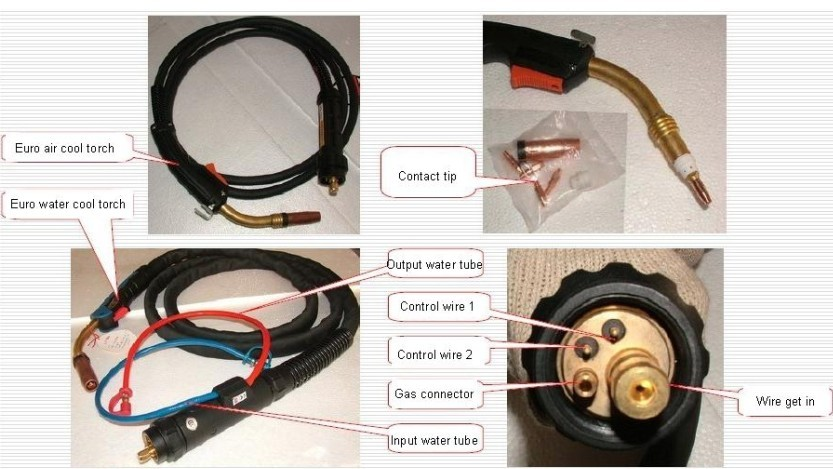 Euro air cool torch
Contact tip
Euro water cool torch
Output water tube
Control wire 1
Control wire 2
Gas connector
Wire get in
Input water tube